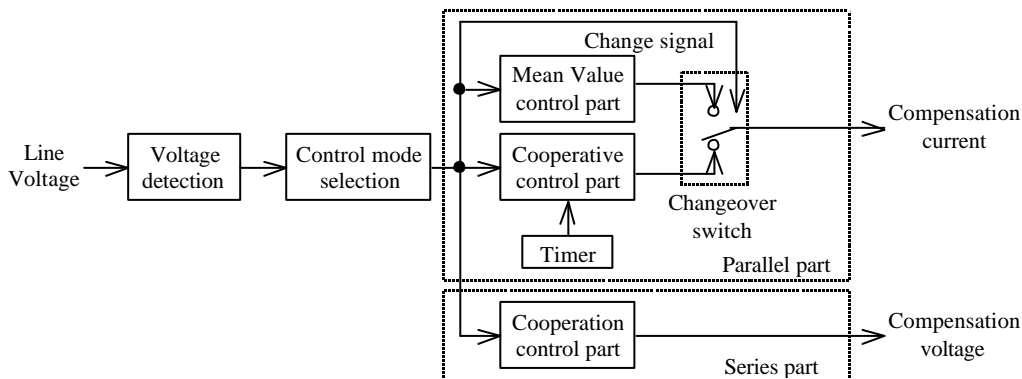 Change signal
Mean Value
control part
Compensation
current
Line
Voltage
Voltage
detection
Control mode
selection
Cooperative
control part
Changeover
switch
Timer
Parallel part
Cooperation
control part
Compensation
voltage
Series part